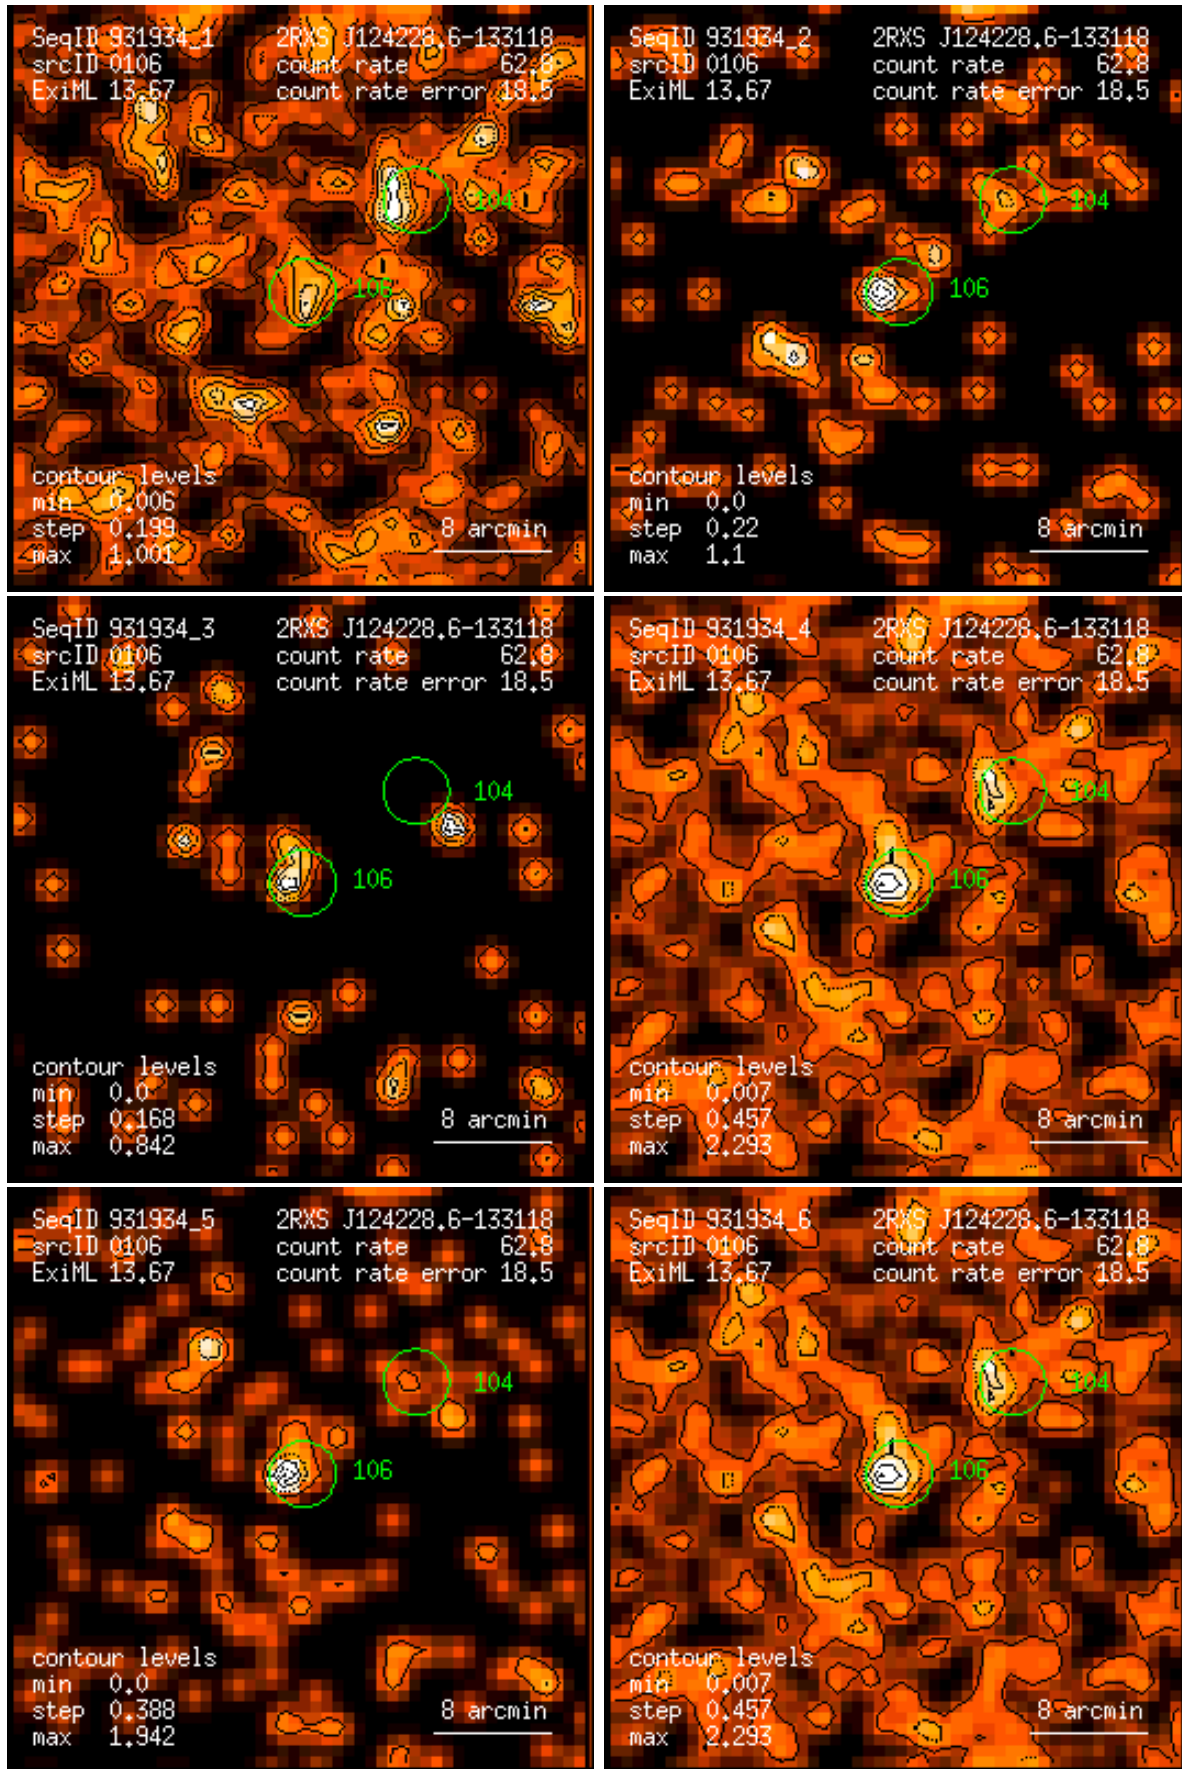 SeqID 931934_1 2RXS J124228.6-133118
srcID 0106 count rate 62.8
ExiML 13.67 count rate error 18.5
104
106
contour levels
min 0.006
step 0.199
max 1.001
8 arcmin
SeqID 931934_2 2RXS J124228.6-133118
srcID 0106 count rate 62.8
ExiML 13.67 count rate error 18.5
104
106
contour levels
min 0.0
step 0.22
max 1.1
8 arcmin
SeqID 931934_3 2RXS J124228.6-133118
srcID 0106 count rate 62.8
ExiML 13.67 count rate error 18.5
104
106
contour levels
min 0.0
step 0.168
max 0.842
8 arcmin
SeqID 931934_4 2RXS J124228.6-133118
srcID 0106 count rate 62.8
ExiML 13.67 count rate error 18.5
104
106
contour levels
min 0.007
step 0.457
max 2.293
8 arcmin
SeqID 931934_5 2RXS J124228.6-133118
srcID 0106 count rate 62.8
ExiML 13.67 count rate error 18.5
104
106
contour levels
min 0.0
step 0.388
max 1.942
8 arcmin
SeqID 931934_6 2RXS J124228.6-133118
srcID 0106 count rate 62.8
ExiML 13.67 count rate error 18.5
104
106
contour levels
min 0.007
step 0.457
max 2.293
8 arcmin